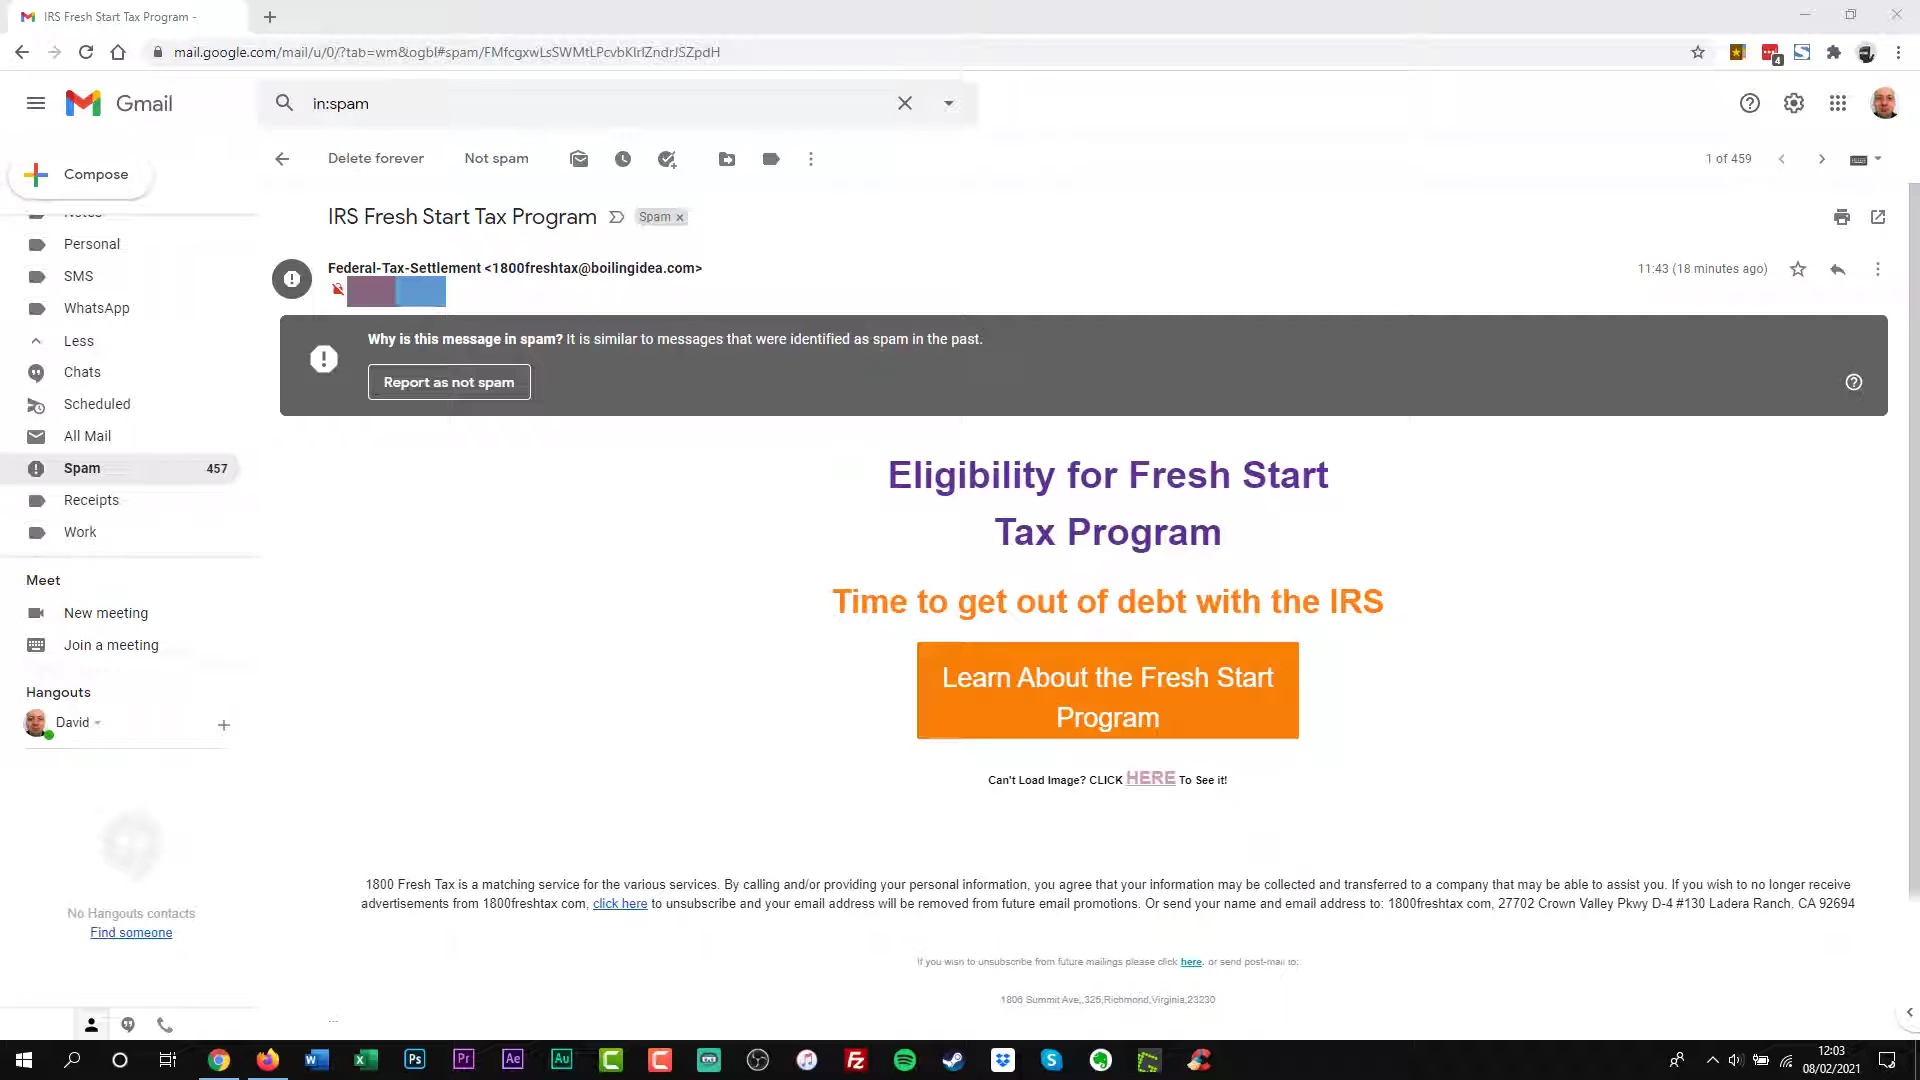 IRS Fresh Start Tax Program -
mail.google.com/mail/u/0/?tab=wm&ogbl#spam/FMfcgxwLsSWMtLPcvbKlrlZndrJSZpdH
4
Gmail
in:spam
Compose
Delete forever
Not spam
1 of 459
Notes
Personal
SMS
WhatsApp
Less
Chats
Scheduled
All Mail
Spam 457
Receipts
Work
Meet
New meeting
Join a meeting
Hangouts
David
No Hangouts contacts
Find someone
IRS Fresh Start Tax Program
Spam x
Federal-Tax-Settlement <1800freshtax@boilingidea.com>
11:43 (18 minutes ago)
Why is this message in spam? It is similar to messages that were identified as spam in the past.
Report as not spam
Eligibility for Fresh Start
Tax Program
Time to get out of debt with the IRS
Learn About the Fresh Start
Program
Can't Load Image? CLICK HERE To See it!
1800 Fresh Tax is a matching service for the various services. By calling and/or providing your personal information, you agree that your information may be collected and transferred to a company that may be able to assist you. If you wish to no longer receive
advertisements from 1800freshtax com, click here to unsubscribe and your email address will be removed from future email promotions. Or send your name and email address to: 1800freshtax com, 27702 Crown Valley Pkwy D-4 #130 Ladera Ranch, CA 92694
If you wish to unsubscribe from future mailings please click here, or send post-mail to:
1806 Summit Ave,.325,Richmond,Virginia,23230
...
W
X
Ps
Pr
Ae
Au
C
C
Fz
S
12:03
08/02/2021